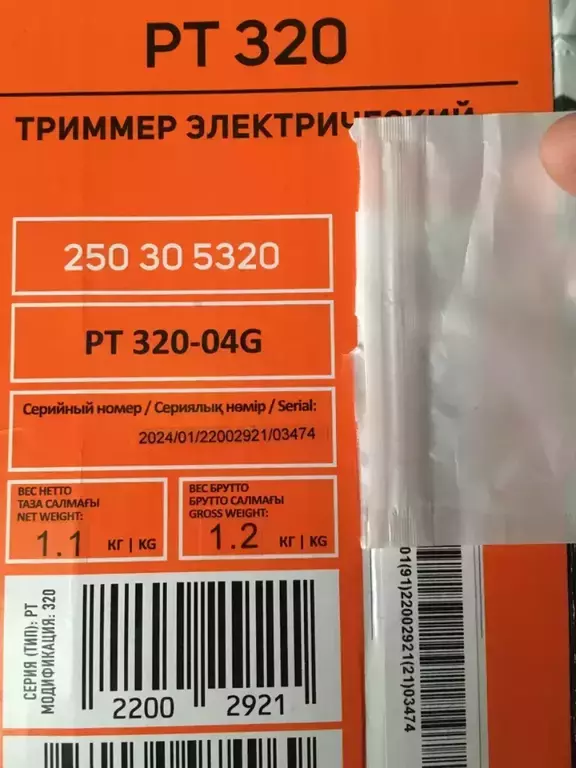 PT 320
ТРИММЕР ЭЛЕКТРИЧЕСКИЙ
250 30 5320
PT 320-04G
Серийный номер / Сериялық нөмір / Serial:
2024/01/22002921/03474
ВЕС НЕТТО
ТАЗА САЛМАҒЫ
NET WEIGHT:
1.1 КГ | KG
ВЕС БРУТТО
БРУТТО САЛМАҒЫ
GROSS WEIGHT:
1.2 КГ | KG
СЕРИЯ (ТИП): PT
МОДИФИКАЦИЯ: 320
2200 2921
01(91)22002921(21)03474